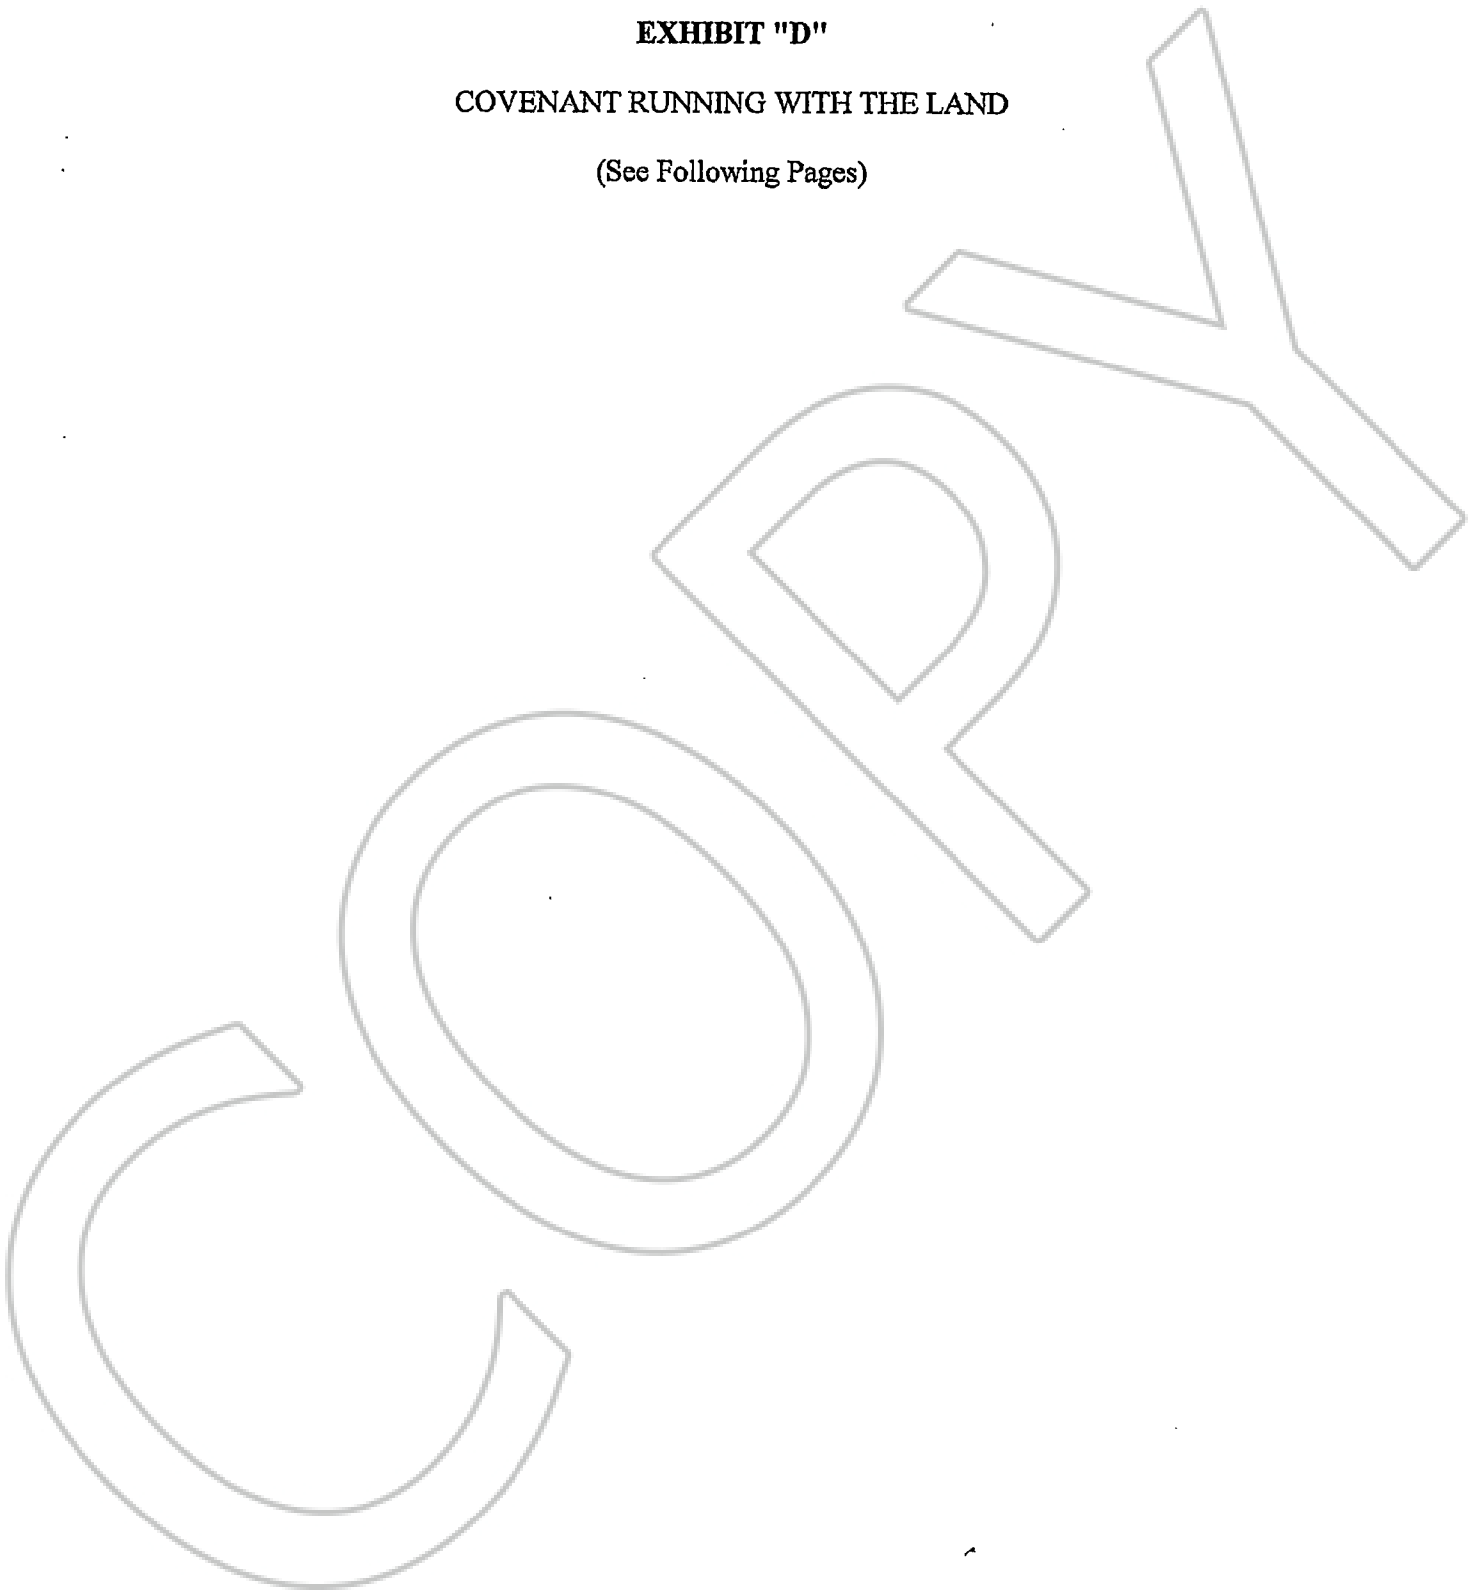 EXHIBIT "D"
COVENANT RUNNING WITH THE LAND
(See Following Pages)
COPY